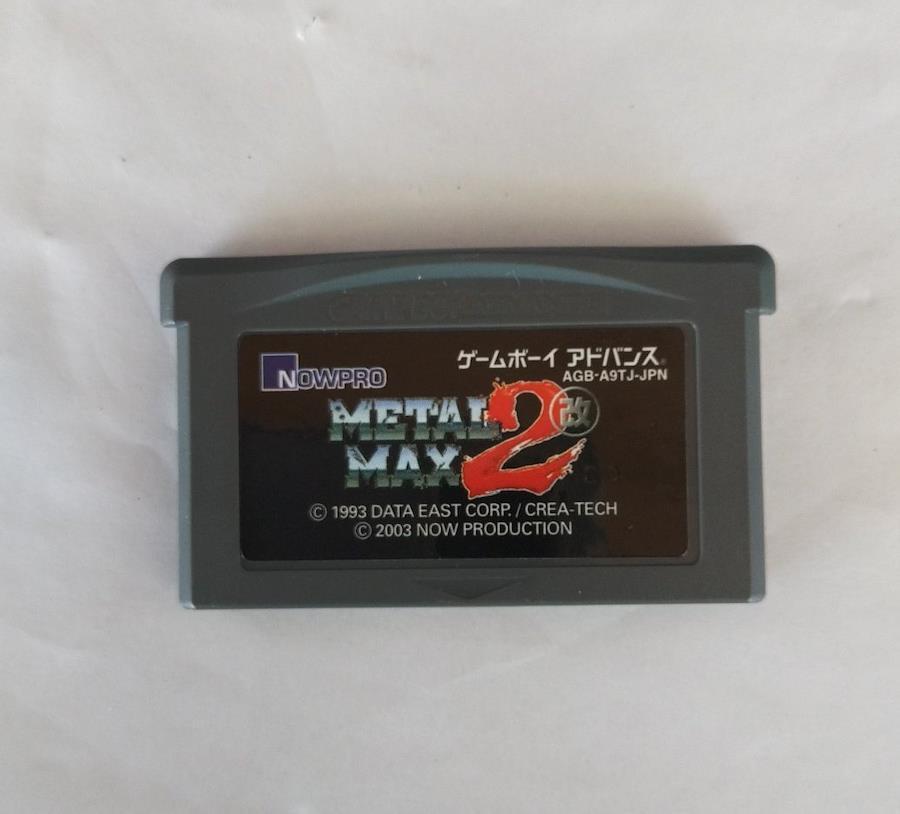 NOWPRO
ゲームボーイ アドバンス
AGB-A9TJ-JPN
METAL
MAX 2 改
© 1993 DATA EAST CORP. / CREA-TECH
© 2003 NOW PRODUCTION